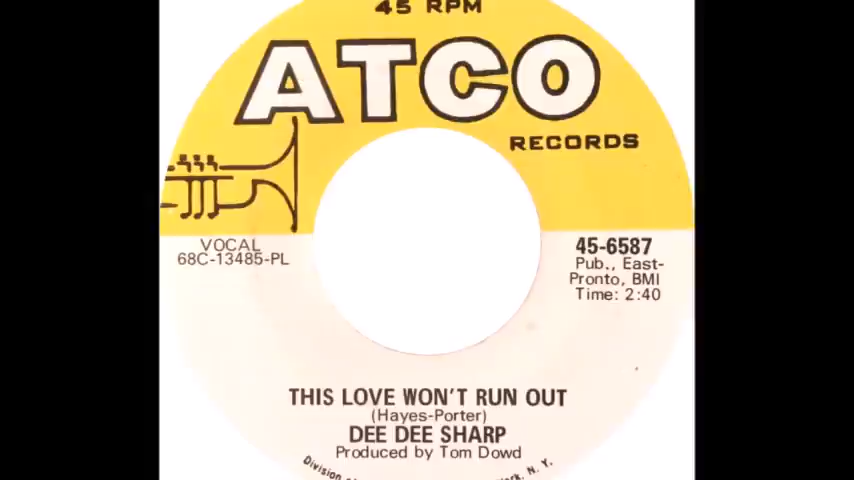 45 RPM
ATCO
RECORDS
VOCAL
68C-13485-PL
45-6587
Pub., East-
Pronto, BMI
Time: 2:40
THIS LOVE WON'T RUN OUT
(Hayes-Porter)
DEE DEE SHARP
Produced by Tom Dowd
Division
N. Y.